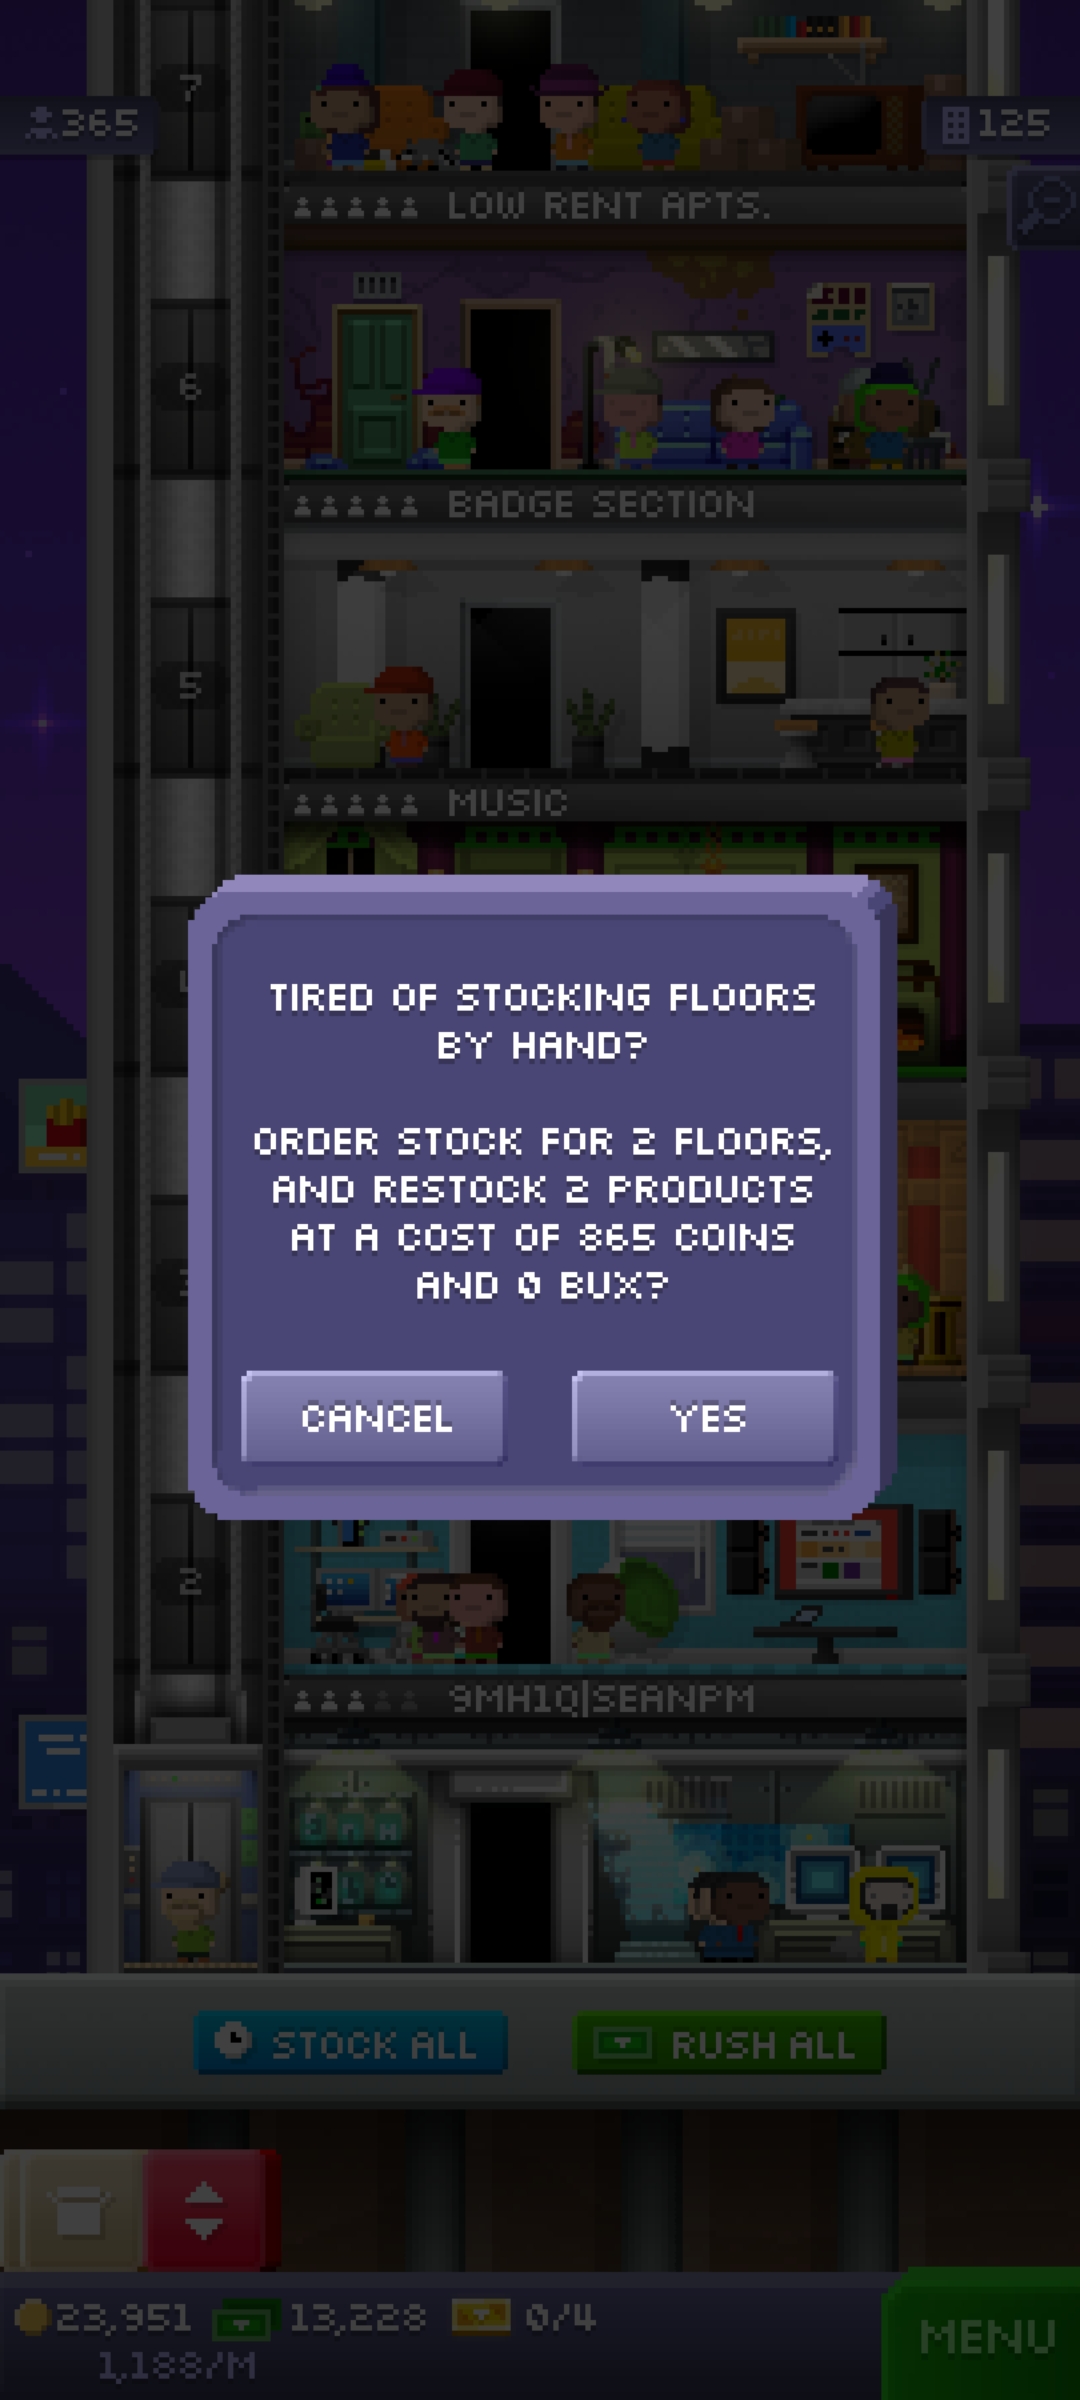 7
365
125
LOW RENT APTS.
6
BADGE SECTION
5
MUSIC
TIRED OF STOCKING FLOORS
BY HAND?
ORDER STOCK FOR 2 FLOORS,
AND RESTOCK 2 PRODUCTS
AT A COST OF 865 COINS
AND 0 BUX?
CANCEL
YES
2
9MH1Q|SEANPM
STOCK ALL
RUSH ALL
23,951
13,228
0/4
1,188/M
MENU